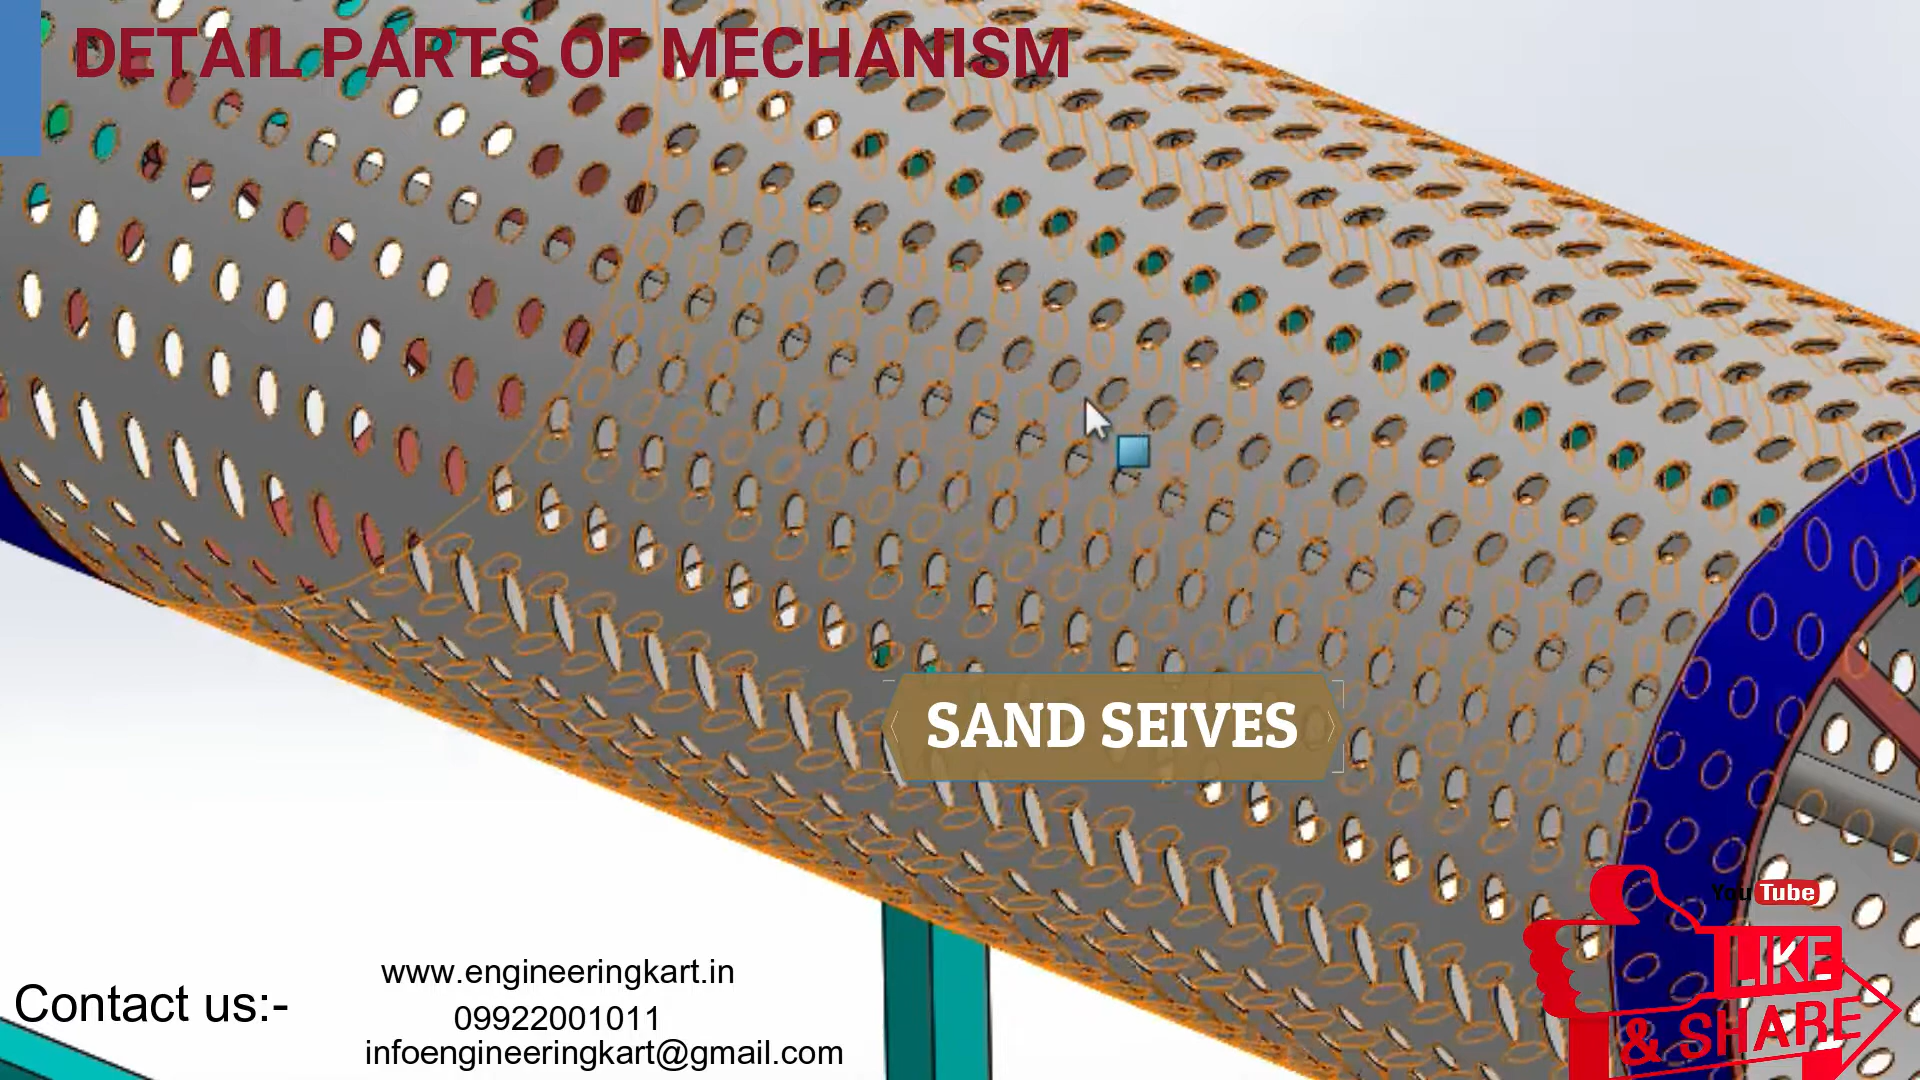 DETAIL PARTS OF MECHANISM
SAND SEIVES
YouTube
LIKE
& SHARE
Contact us:-
www.engineeringkart.in
09922001011
infoengineeringkart@gmail.com